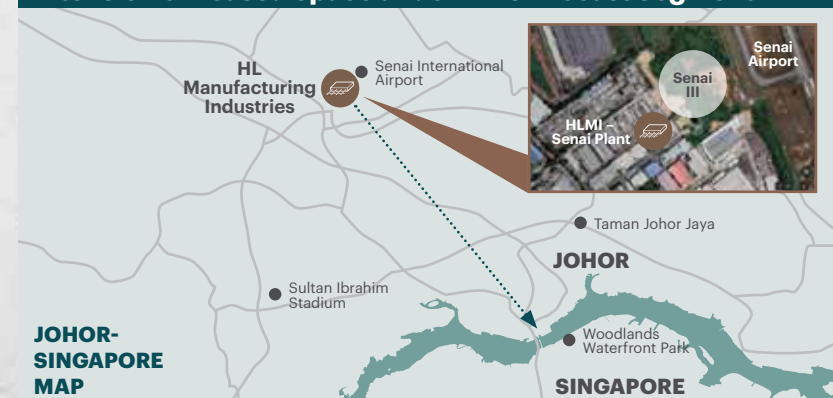 HL
Manufacturing
Industries
Senai International
Airport
Senai
Airport
Senai
III
HLMI –
Senai Plant
Taman Johor Jaya
JOHOR
Sultan Ibrahim
Stadium
Woodlands
Waterfront Park
JOHOR-
SINGAPORE
MAP
SINGAPORE